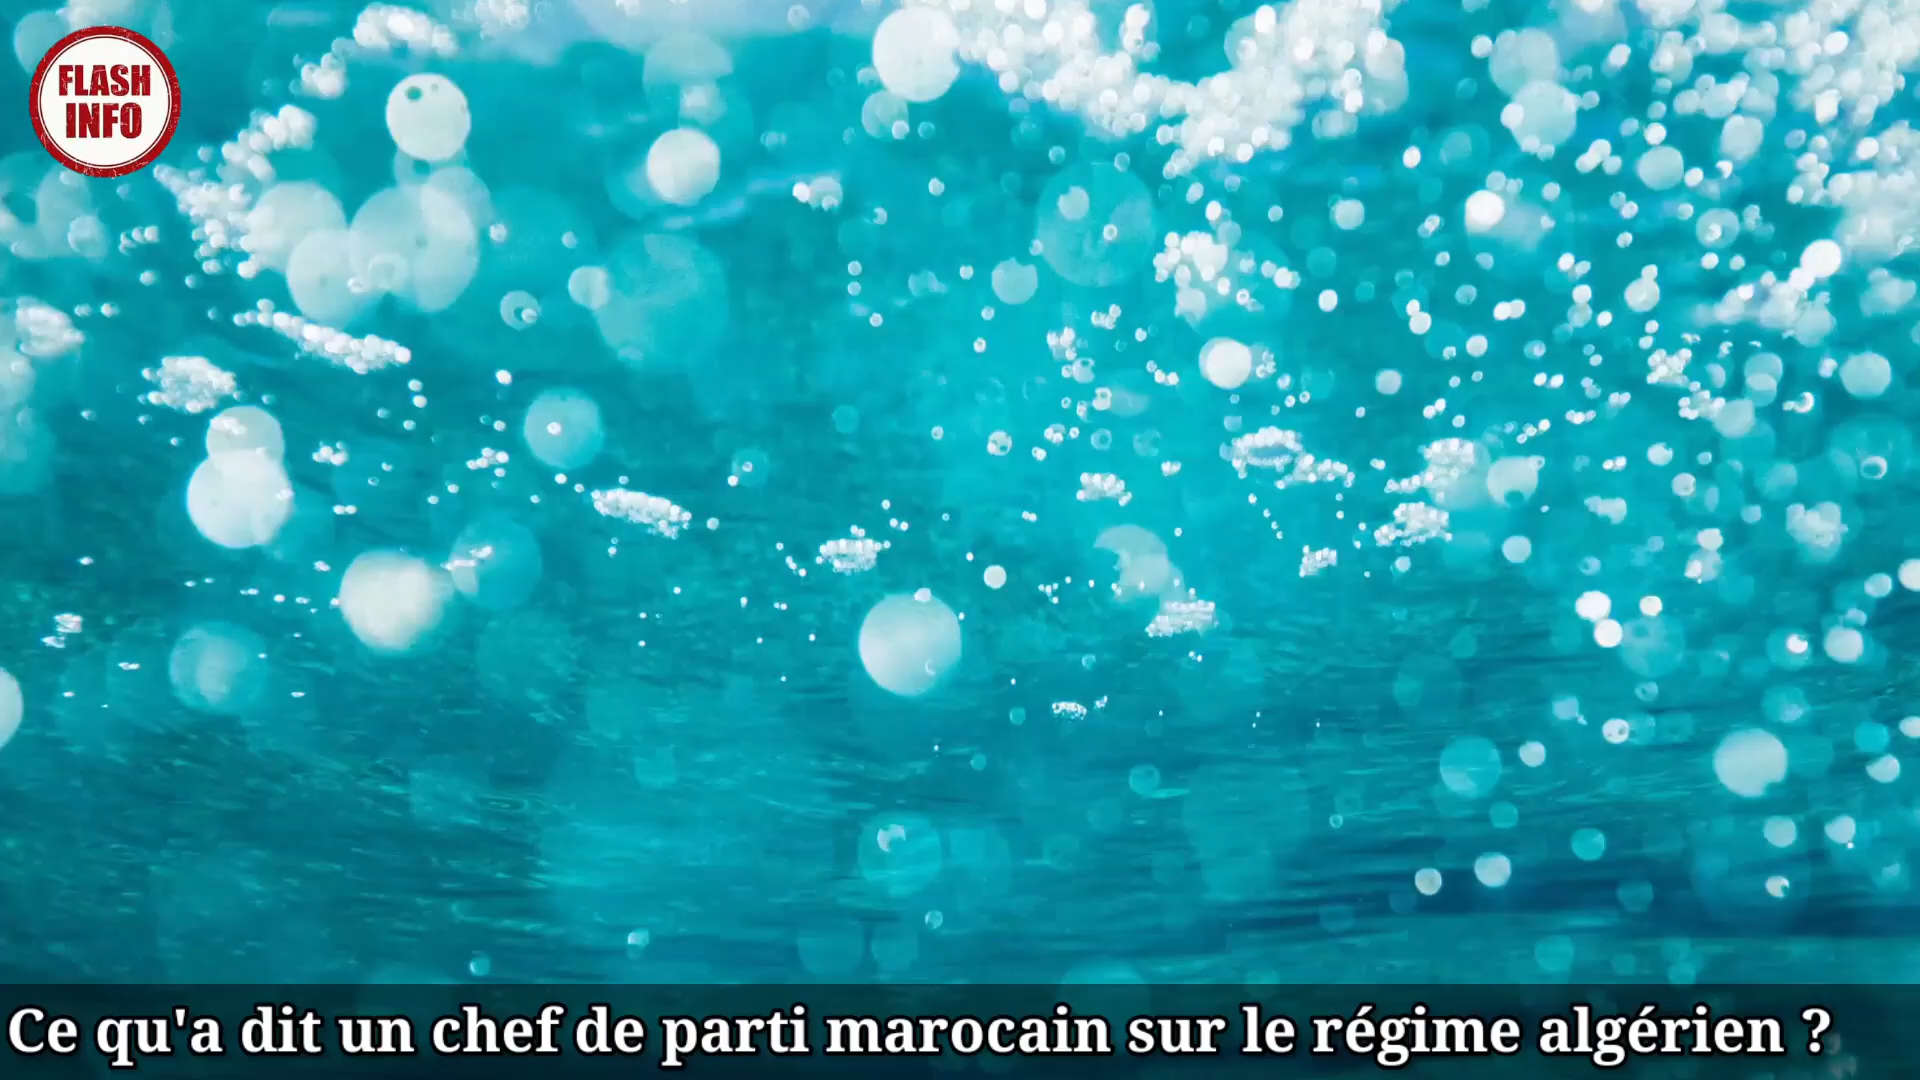 FLASH
INFO
Ce qu'a dit un chef de parti marocain sur le régime algérien ?